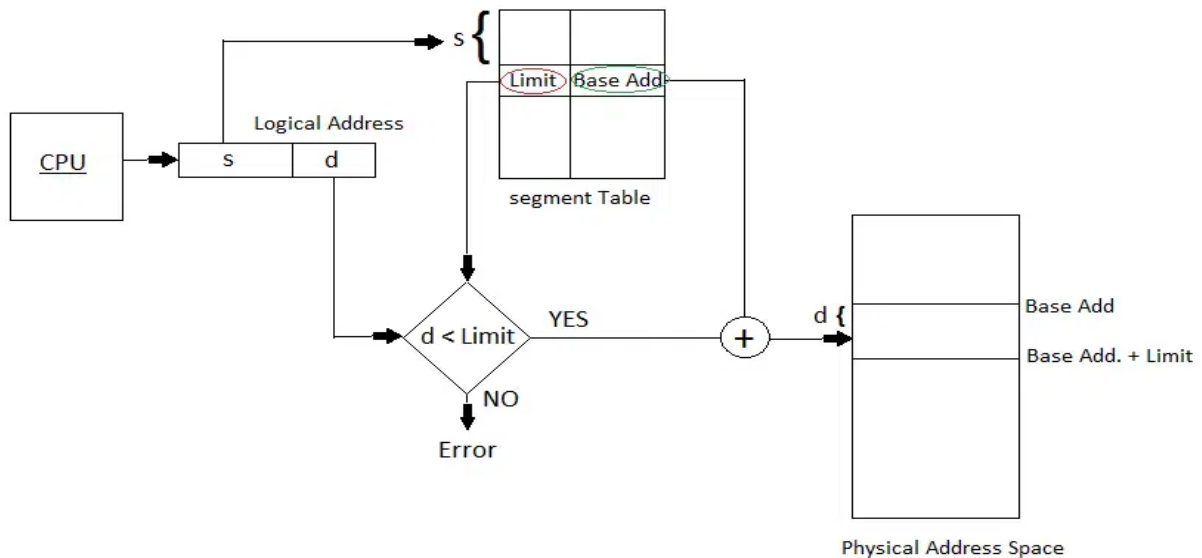 s {
Limit
Base Add
Logical Address
CPU
s
d
segment Table
d < Limit
YES
+
d {
Base Add
Base Add. + Limit
NO
Error
Physical Address Space